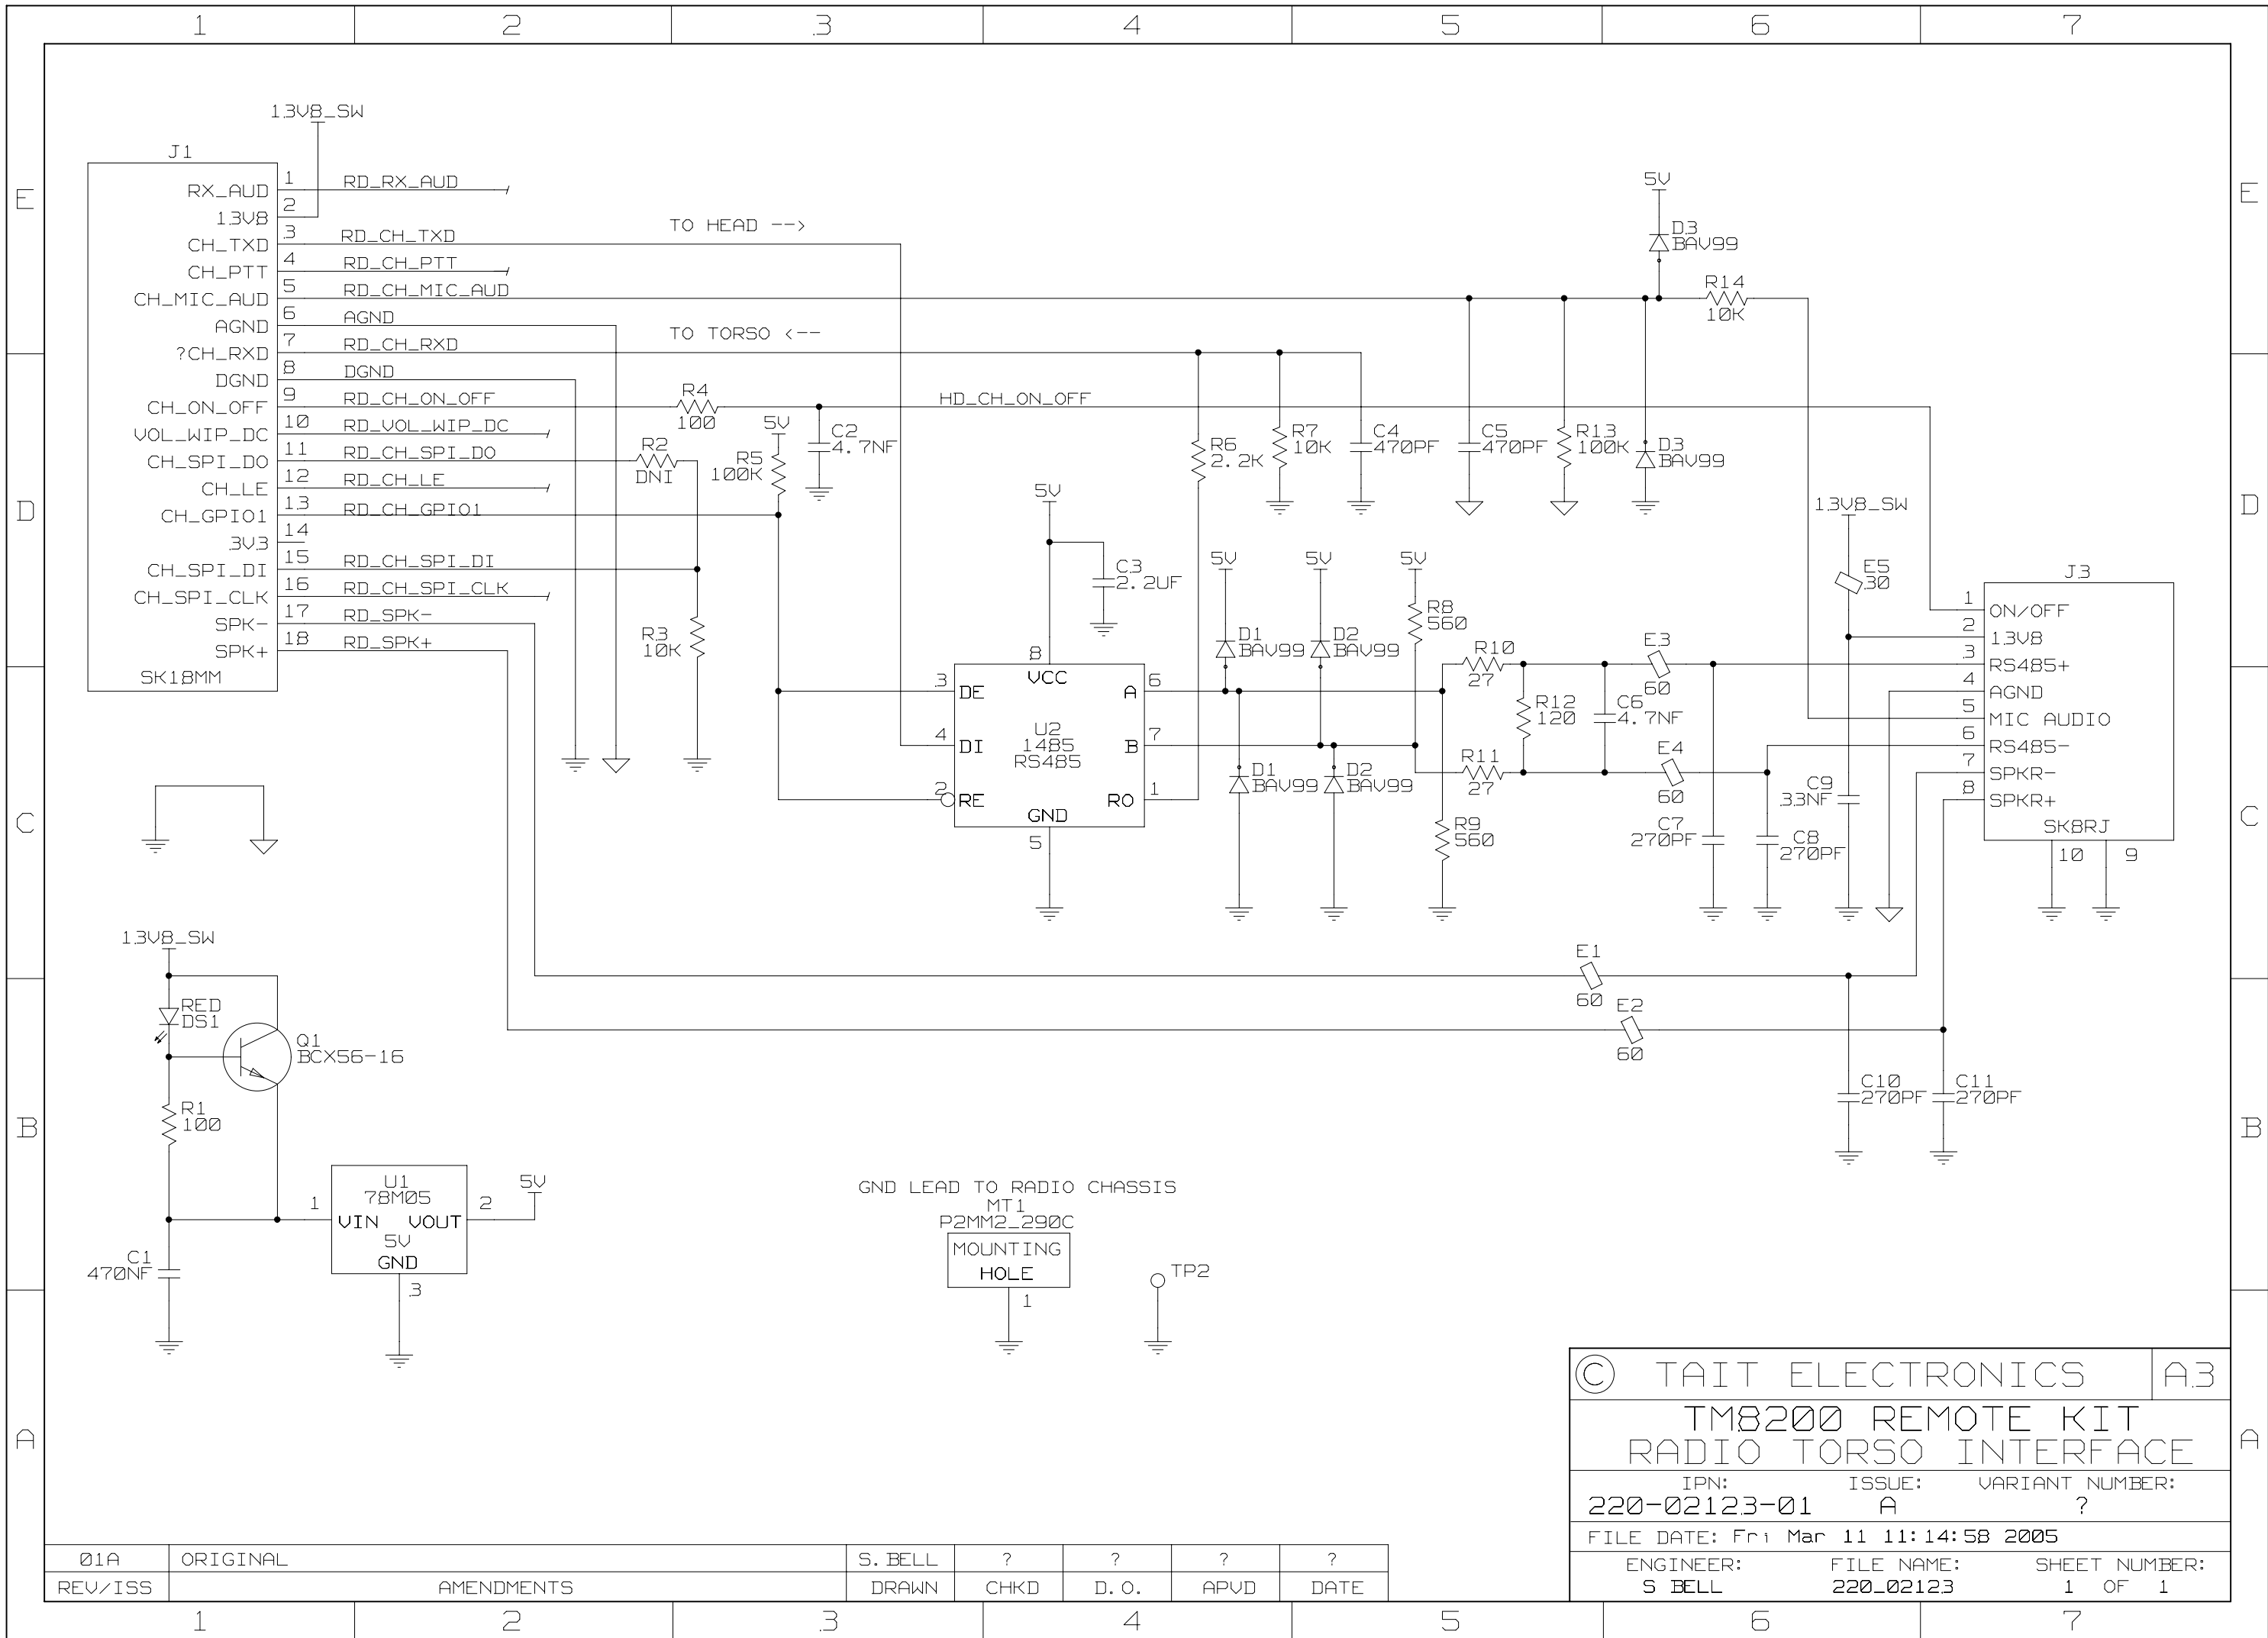 1 2 3 4 5 6 7
E E
D D
C C
B B
A A
13V8_SW
J1
RX_AUD 1 RD_RX_AUD
13V8 2
CH_TXD 3 RD_CH_TXD
CH_PTT 4 RD_CH_PTT
CH_MIC_AUD 5 RD_CH_MIC_AUD
AGND 6 AGND
?CH_RXD 7 RD_CH_RXD
DGND 8 DGND
CH_ON_OFF 9 RD_CH_ON_OFF
VOL_WIP_DC 10 RD_VOL_WIP_DC
CH_SPI_DO 11 RD_CH_SPI_DO
CH_LE 12 RD_CH_LE
CH_GPIO1 13 RD_CH_GPIO1
3V3 14
CH_SPI_DI 15 RD_CH_SPI_DI
CH_SPI_CLK 16 RD_CH_SPI_CLK
SPK- 17 RD_SPK-
SPK+ 18 RD_SPK+
SK18MM
TO HEAD -->
TO TORSO <--
HD_CH_ON_OFF
R4
100
R2
DNI
R5
100K
5V
C2
4.7NF
R3
10K
5V
C3
2.2UF
R6
2.2K
R7
10K
C4
470PF
C5
470PF
R13
100K
D3
BAV99
5V
D3
BAV99
R14
10K
8
VCC
3 DE
4 DI
2 RE
U2
1485
RS485
A 6
B 7
RO 1
GND
5
5V
D1
BAV99
5V
D2
BAV99
5V
R8
560
D1
BAV99
D2
BAV99
R9
560
R10
27
R11
27
R12
120
C6
4.7NF
E3
60
E4
60
C7
270PF
C8
270PF
13V8_SW
E5
30
C9
33NF
J3
1 ON/OFF
2 13V8
3 RS485+
4 AGND
5 MIC AUDIO
6 RS485-
7 SPKR-
8 SPKR+
SK8RJ
10 9
E1
60
E2
60
C10
270PF
C11
270PF
13V8_SW
RED
DS1
Q1
BCX56-16
R1
100
C1
470NF
U1
78M05
1 VIN VOUT 2
5V
GND
3
5V
GND LEAD TO RADIO CHASSIS
MT1
P2MM2_290C
MOUNTING
HOLE
1
TP2
© TAIT ELECTRONICS A3
TM8200 REMOTE KIT
RADIO TORSO INTERFACE
IPN: ISSUE: VARIANT NUMBER:
220-02123-01 A ?
FILE DATE: Fri Mar 11 11:14:58 2005
ENGINEER: FILE NAME: SHEET NUMBER:
S BELL 220_02123 1 OF 1
01A ORIGINAL S.BELL ? ? ? ?
REV/ISS AMENDMENTS DRAWN CHKD D.O. APVD DATE
1 2 3 4 5 6 7